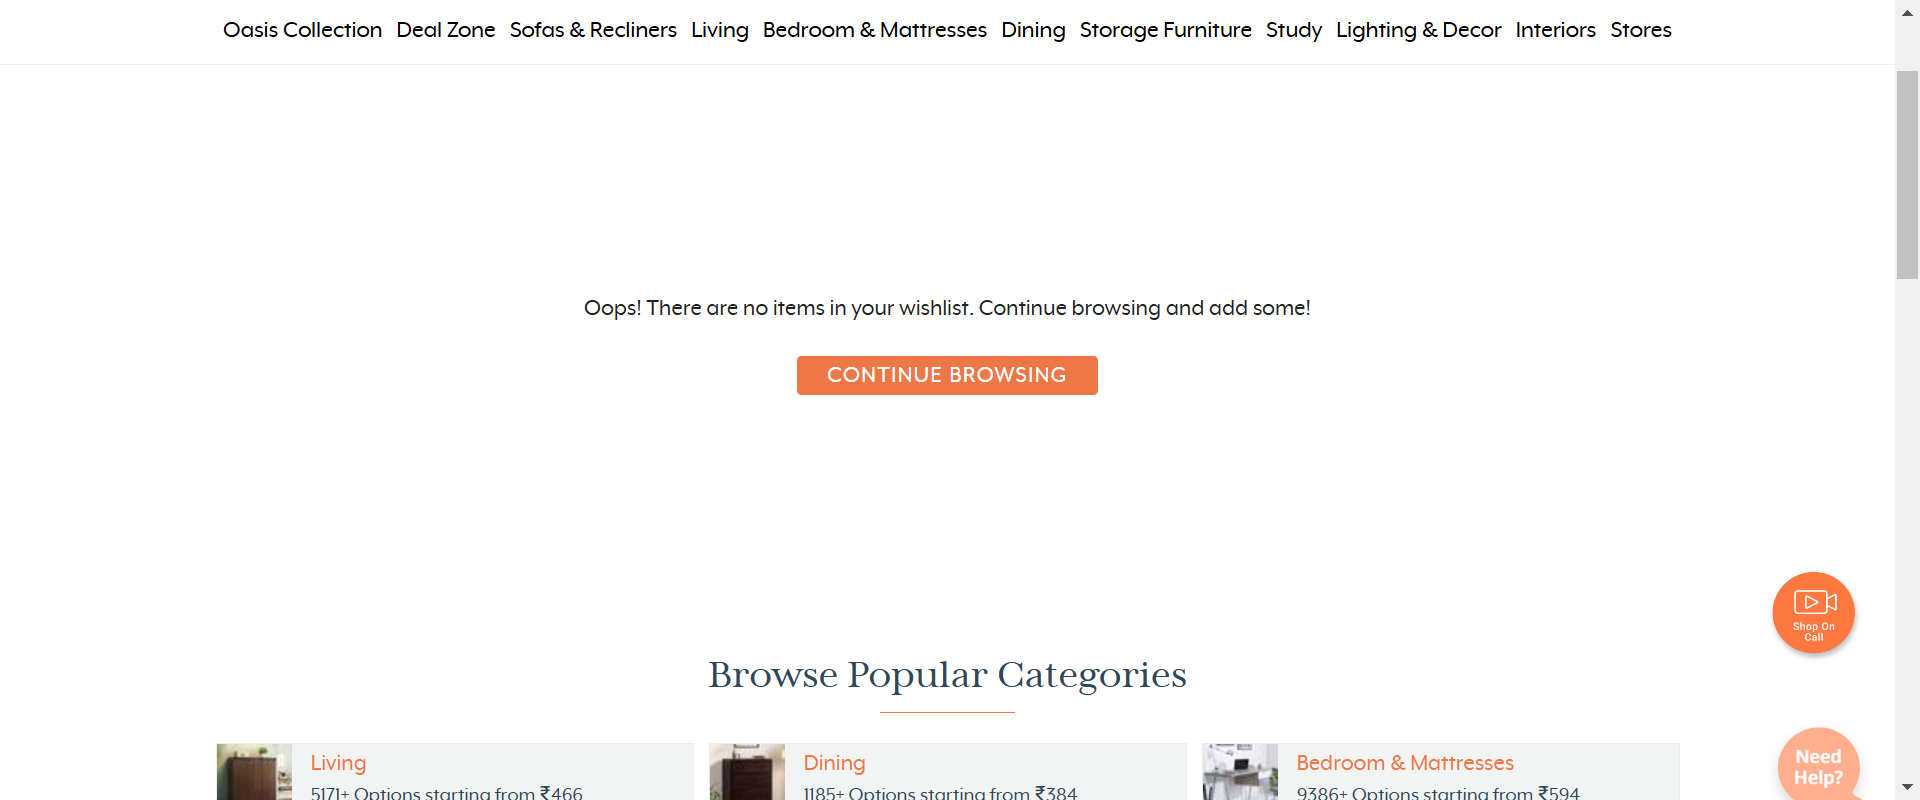 Oasis Collection Deal Zone Sofas & Recliners Living Bedroom & Mattresses Dining Storage Furniture Study Lighting & Decor Interiors Stores
Oops! There are no items in your wishlist. Continue browsing and add some!
CONTINUE BROWSING
Shop On
Call
Browse Popular Categories
Need
Help?
Living
5171+ Options starting from ₹466
Dining
1185+ Options starting from ₹384
Bedroom & Mattresses
9386+ Options starting from ₹594